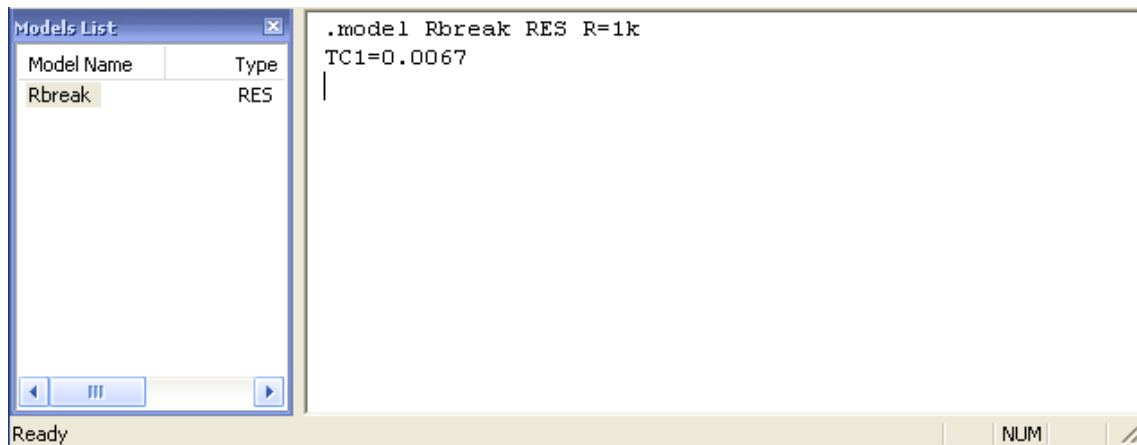 Models List
Model Name Type
Rbreak RES
.model Rbreak RES R=1k
TC1=0.0067
Ready NUM